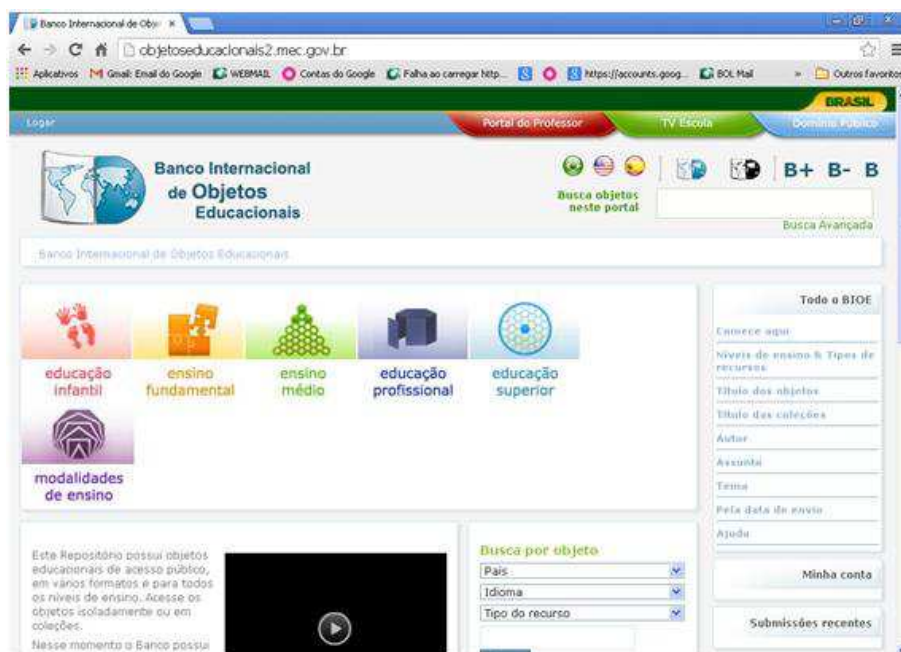 Banco Internacional de Obje
objetoseducacionais2.mec.gov.br
Aplicativos Gmail: Email do Google WEBMAIL Contas do Google Falha ao carregar http... https://accounts.goog... BOL Mail » Outros favoritos
BRASIL
Logar Portal do Professor TV Escola Domínio Público
Banco Internacional
de Objetos
Educacionais
B+ B- B
Busca objetos
neste portal
Busca Avançada
Banco Internacional de Objetos Educacionais
educação
infantil
ensino
fundamental
ensino
médio
educação
profissional
educação
superior
modalidades
de ensino
Todo o BIOE
Comece aqui
Níveis de ensino & Tipos de
recursos
Título dos objetos
Título das coleções
Autor
Assunto
Tema
Pela data de envio
Ajuda
Minha conta
Submissões recentes
Este Repositório possui objetos
educacionais de acesso público,
em vários formatos e para todos
os níveis de ensino. Acesse os
objetos isoladamente ou em
coleções.
Nesse momento o Banco possui
Busca por objeto
País
Idioma
Tipo do recurso